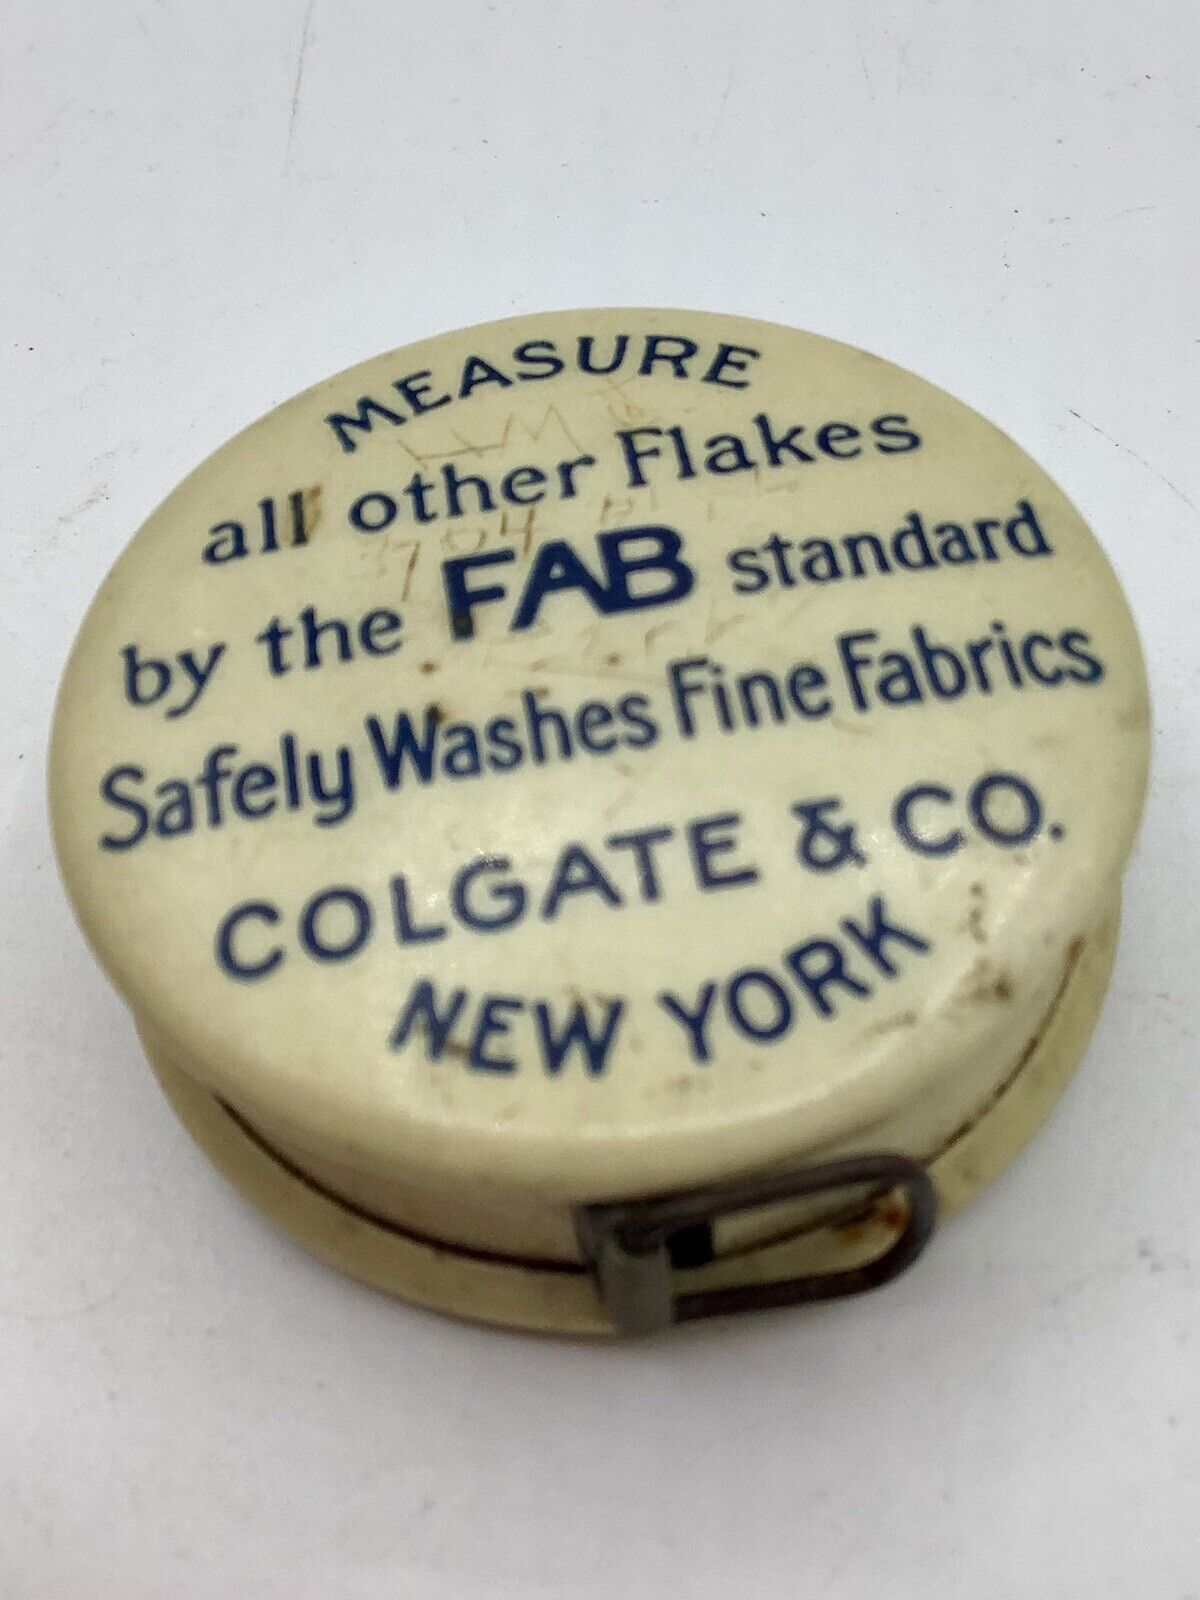 MEASURE
all other Flakes
by the FAB standard
Safely Washes Fine Fabrics
COLGATE & CO.
NEW YORK